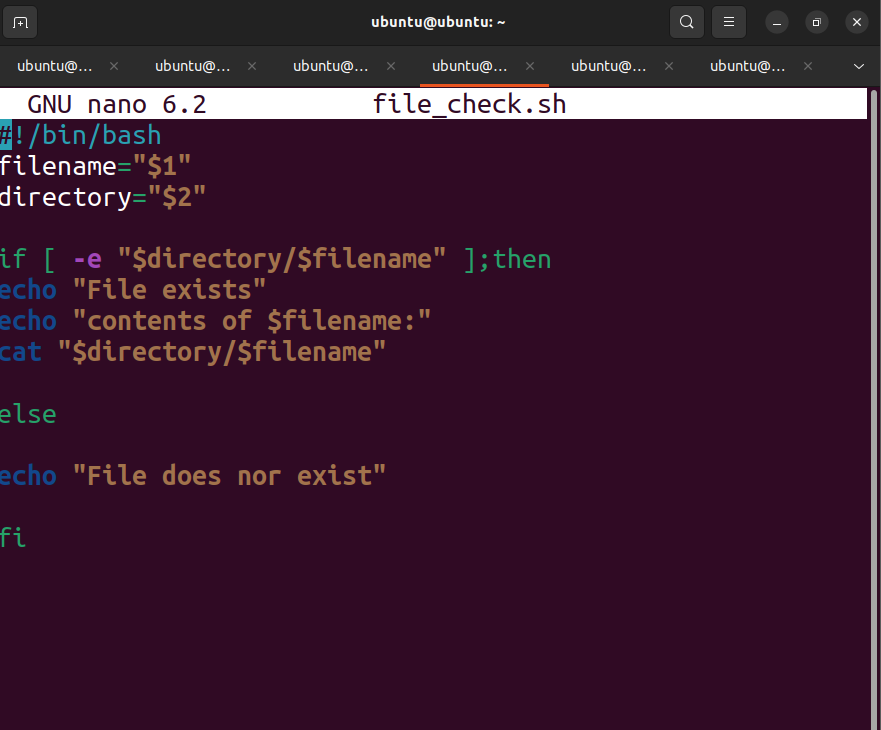 ubuntu@ubuntu: ~
ubuntu@... ubuntu@... ubuntu@... ubuntu@... ubuntu@... ubuntu@...
GNU nano 6.2 file_check.sh
#!/bin/bash
filename="$1"
directory="$2"
if [ -e "$directory/$filename" ];then
echo "File exists"
echo "contents of $filename:"
cat "$directory/$filename"
else
echo "File does nor exist"
fi